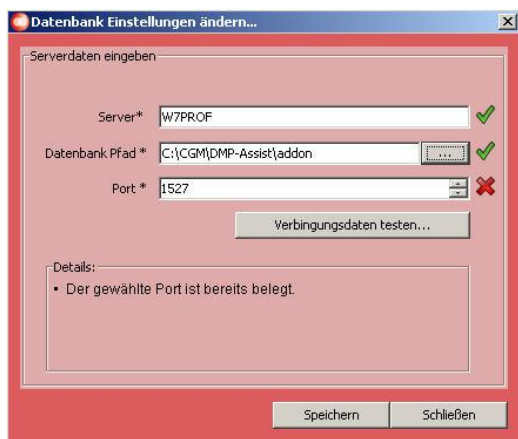 Datenbank Einstellungen ändern...
Serverdaten eingeben
Server* W7PROF
Datenbank Pfad * C:\CGM\DMP-Assist\addon ...
Port * 1527
Verbingungsdaten testen...
Details:
• Der gewählte Port ist bereits belegt.
Speichern Schließen